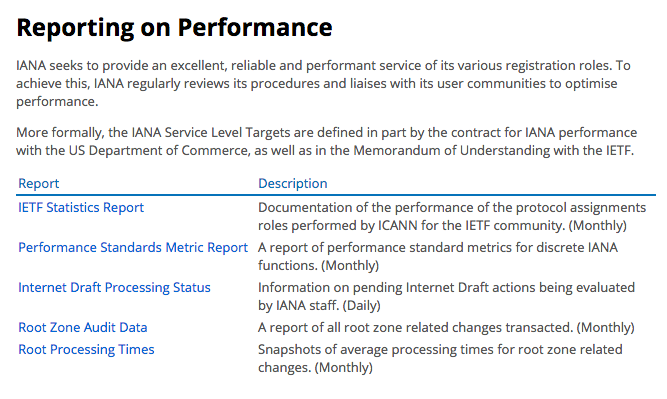 Reporting on Performance
IANA seeks to provide an excellent, reliable and performant service of its various registration roles. To
achieve this, IANA regularly reviews its procedures and liaises with its user communities to optimise
performance.
More formally, the IANA Service Level Targets are defined in part by the contract for IANA performance
with the US Department of Commerce, as well as in the Memorandum of Understanding with the IETF.
Report Description
IETF Statistics Report Documentation of the performance of the protocol assignments
roles performed by ICANN for the IETF community. (Monthly)
Performance Standards Metric Report A report of performance standard metrics for discrete IANA
functions. (Monthly)
Internet Draft Processing Status Information on pending Internet Draft actions being evaluated
by IANA staff. (Daily)
Root Zone Audit Data A report of all root zone related changes transacted. (Monthly)
Root Processing Times Snapshots of average processing times for root zone related
changes. (Monthly)